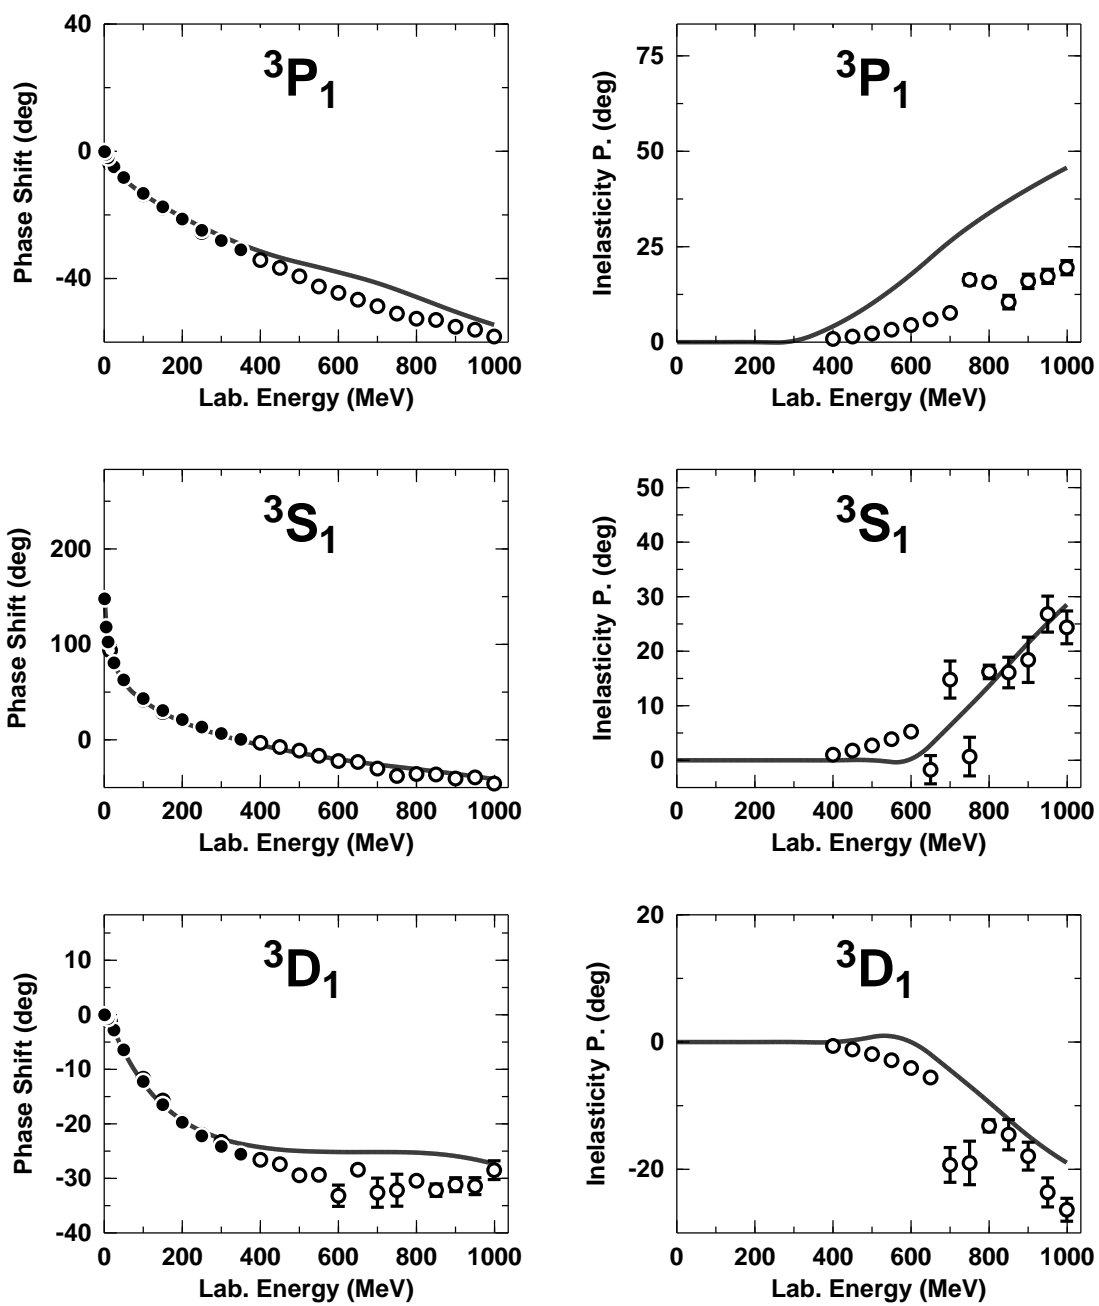 40
0
-40
Phase Shift (deg)
³P₁
0 200 400 600 800 1000
Lab. Energy (MeV)
75
50
25
0
Inelasticity P. (deg)
³P₁
0 200 400 600 800 1000
Lab. Energy (MeV)
200
100
0
Phase Shift (deg)
³S₁
0 200 400 600 800 1000
Lab. Energy (MeV)
50
40
30
20
10
0
Inelasticity P. (deg)
³S₁
0 200 400 600 800 1000
Lab. Energy (MeV)
10
0
-10
-20
-30
-40
Phase Shift (deg)
³D₁
0 200 400 600 800 1000
Lab. Energy (MeV)
20
0
-20
Inelasticity P. (deg)
³D₁
0 200 400 600 800 1000
Lab. Energy (MeV)